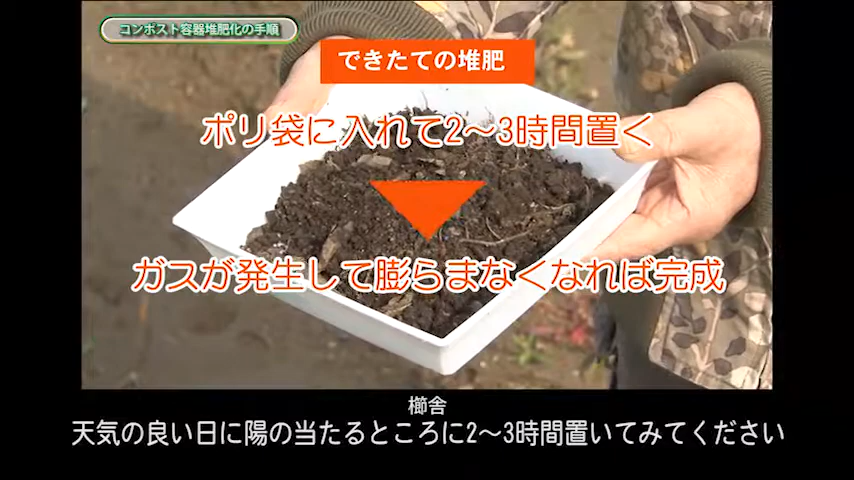 コンポスト容器堆肥化の手順
できたての堆肥
ポリ袋に入れて2～3時間置く
ガスが発生して膨らまなくなれば完成
櫛舎
天気の良い日に陽の当たるところに2～3時間置いてみてください